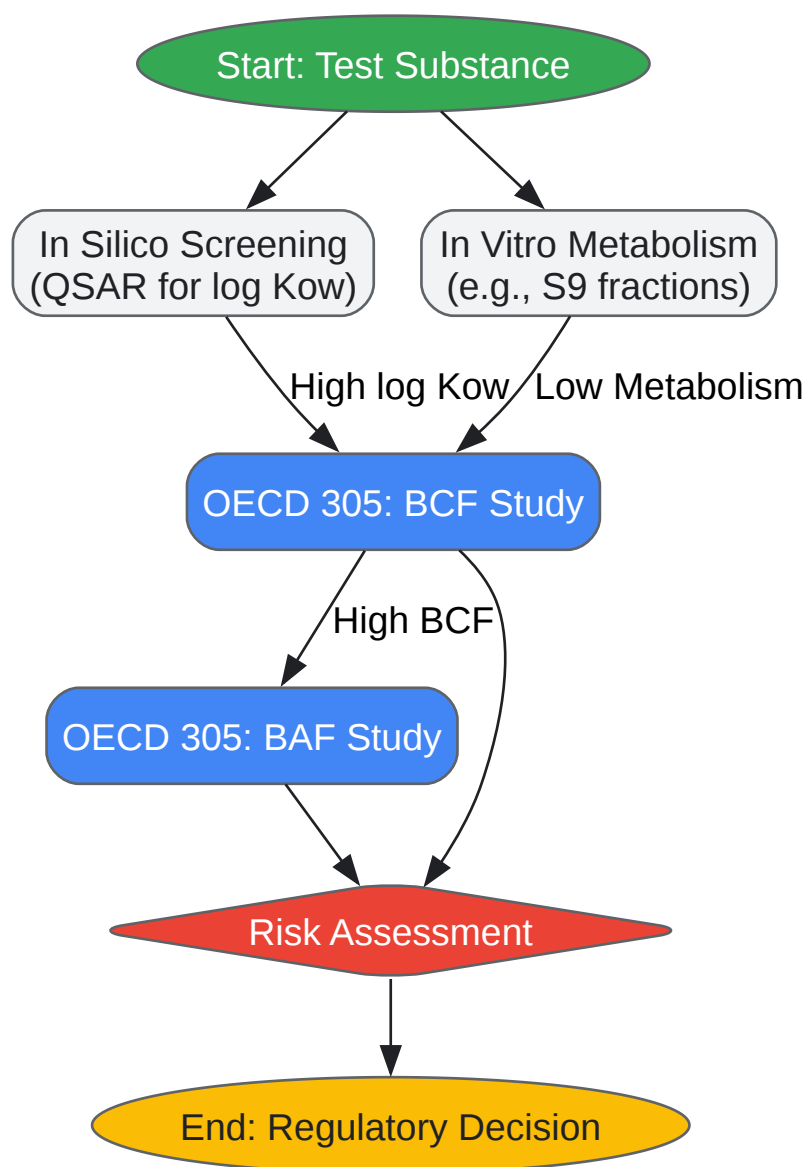 Start: Test Substance
In Silico Screening
(QSAR for log Kow)
In Vitro Metabolism
(e.g., S9 fractions)
High log Kow
Low Metabolism
OECD 305: BCF Study
High BCF
OECD 305: BAF Study
Risk Assessment
End: Regulatory Decision